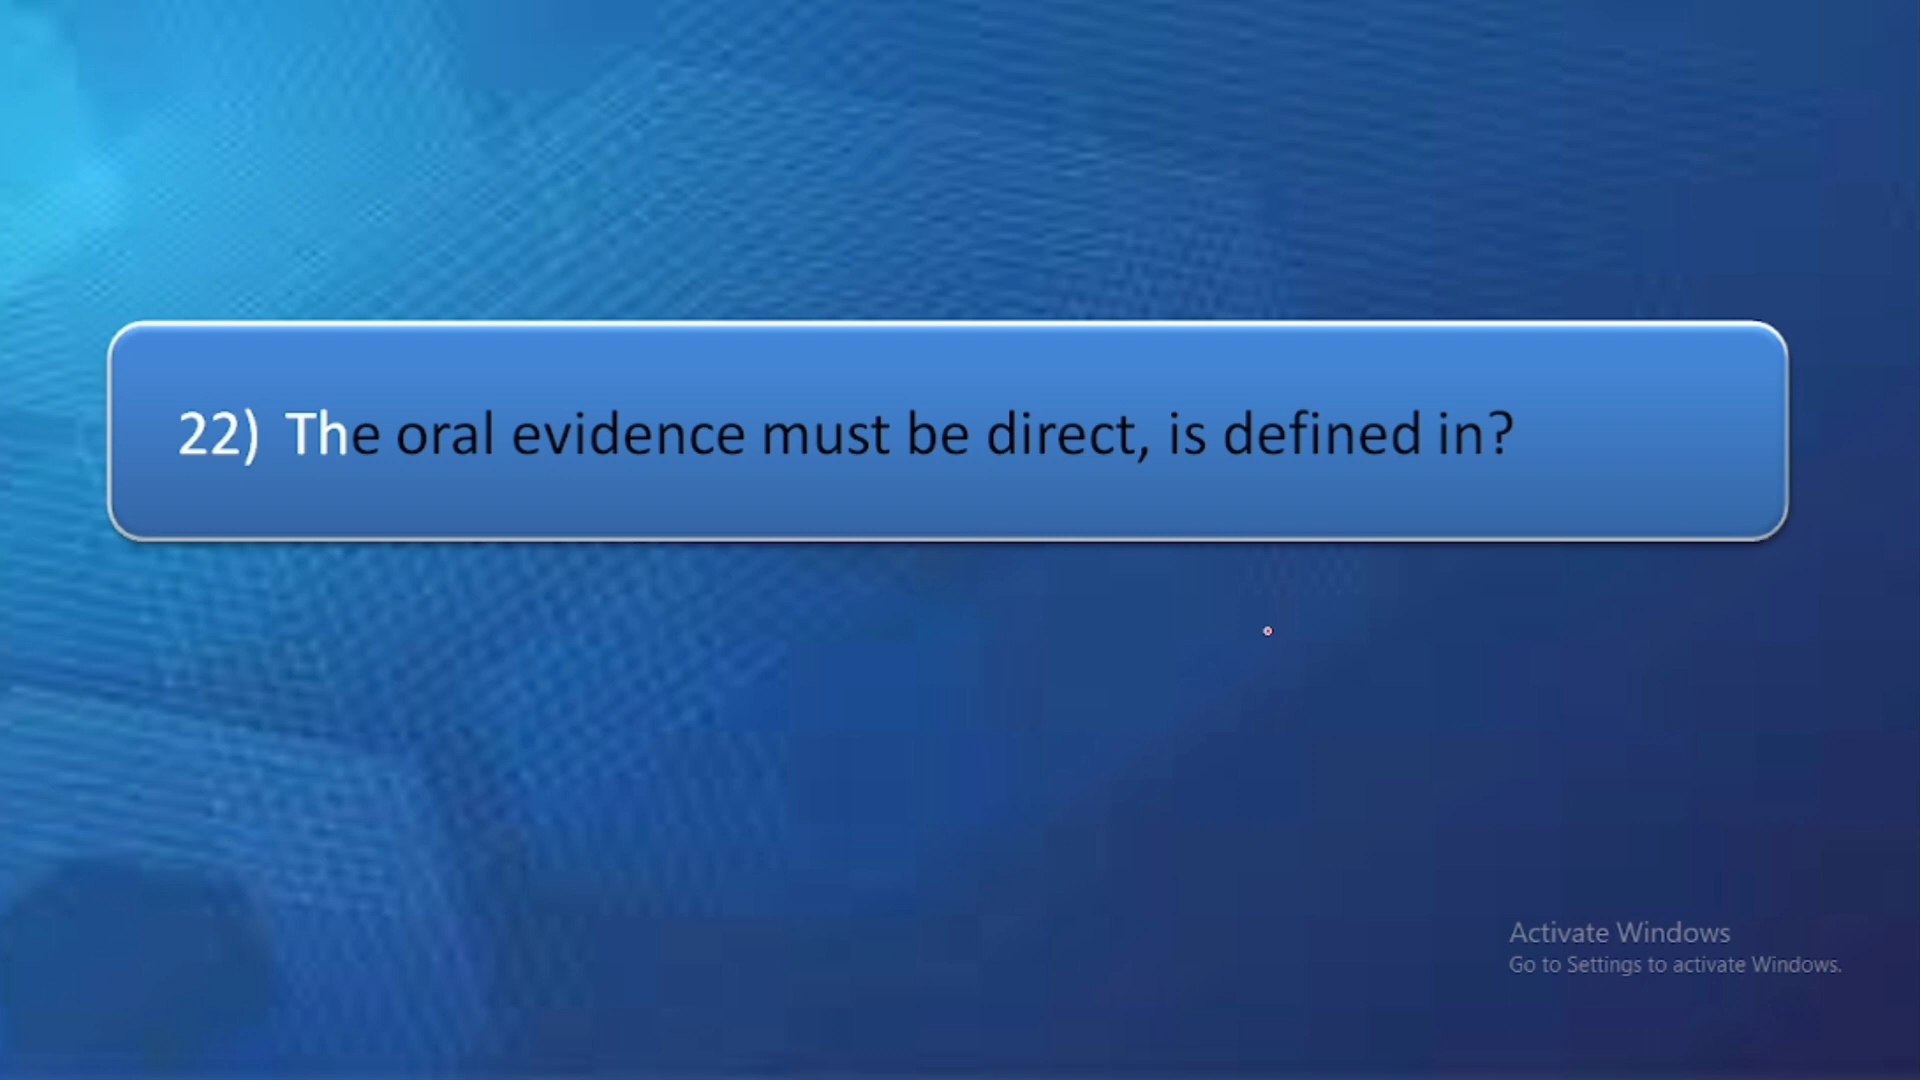 22) The oral evidence must be direct, is defined in?
Activate Windows
Go to Settings to activate Windows.